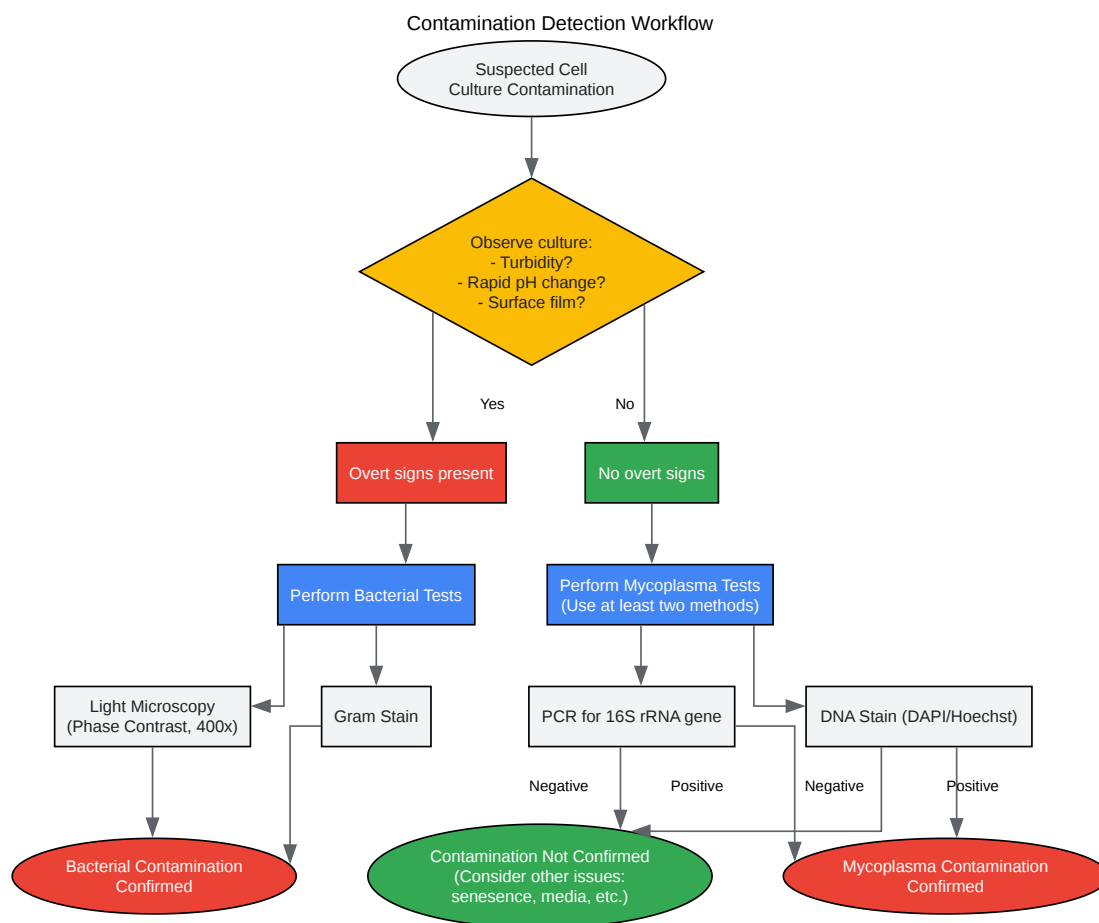 Contamination Detection Workflow
Suspected Cell
Culture Contamination
Observe culture:
- Turbidity?
- Rapid pH change?
- Surface film?
Yes
No
Overt signs present
No overt signs
Perform Bacterial Tests
Perform Mycoplasma Tests
(Use at least two methods)
Light Microscopy
(Phase Contrast, 400x)
Gram Stain
PCR for 16S rRNA gene
DNA Stain (DAPI/Hoechst)
Negative
Positive
Negative
Positive
Bacterial Contamination
Confirmed
Contamination Not Confirmed
(Consider other issues:
senesence, media, etc.)
Mycoplasma Contamination
Confirmed